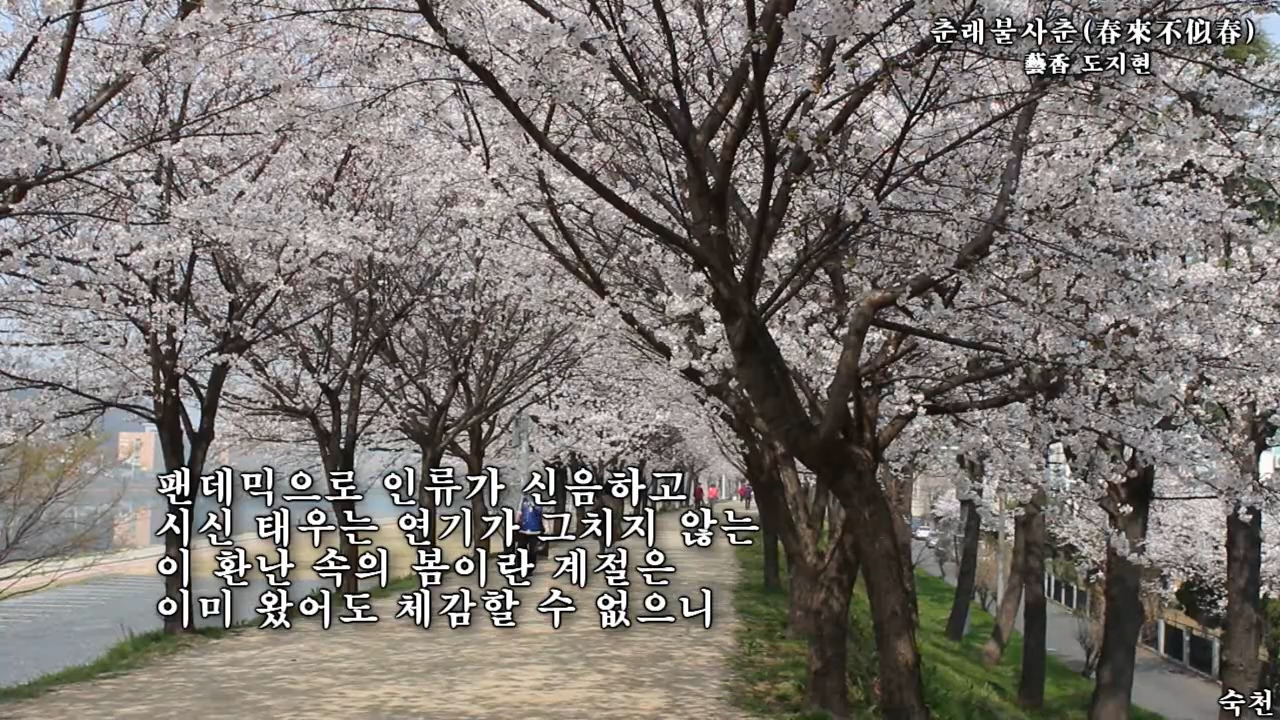 춘래불사춘(春來不似春)
藝香 도지현
팬데믹으로 인류가 신음하고
시신 태우는 연기가 그치지 않는
이 환난 속의 봄이란 계절은
이미 왔어도 체감할 수 없으니
숙천